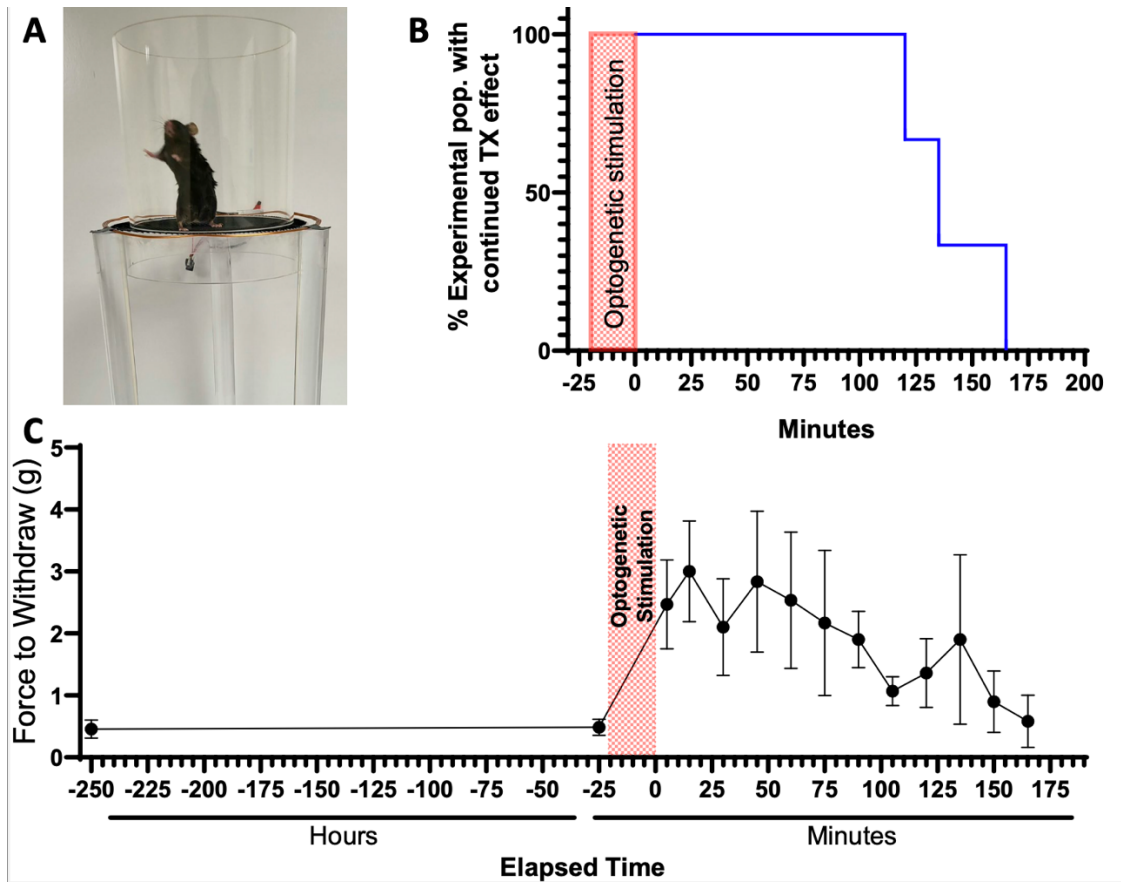 A
B
% Experimental pop. with
continued TX effect
100
50
0
Optogenetic stimulation
-25 0 25 50 75 100 125 150 175 200
Minutes
C
Force to Withdraw (g)
5
4
3
2
1
0
Optogenetic
Stimulation
-250 -225 -200 -175 -150 -125 -100 -75 -50 -25 0 25 50 75 100 125 150 175
Hours
Minutes
Elapsed Time